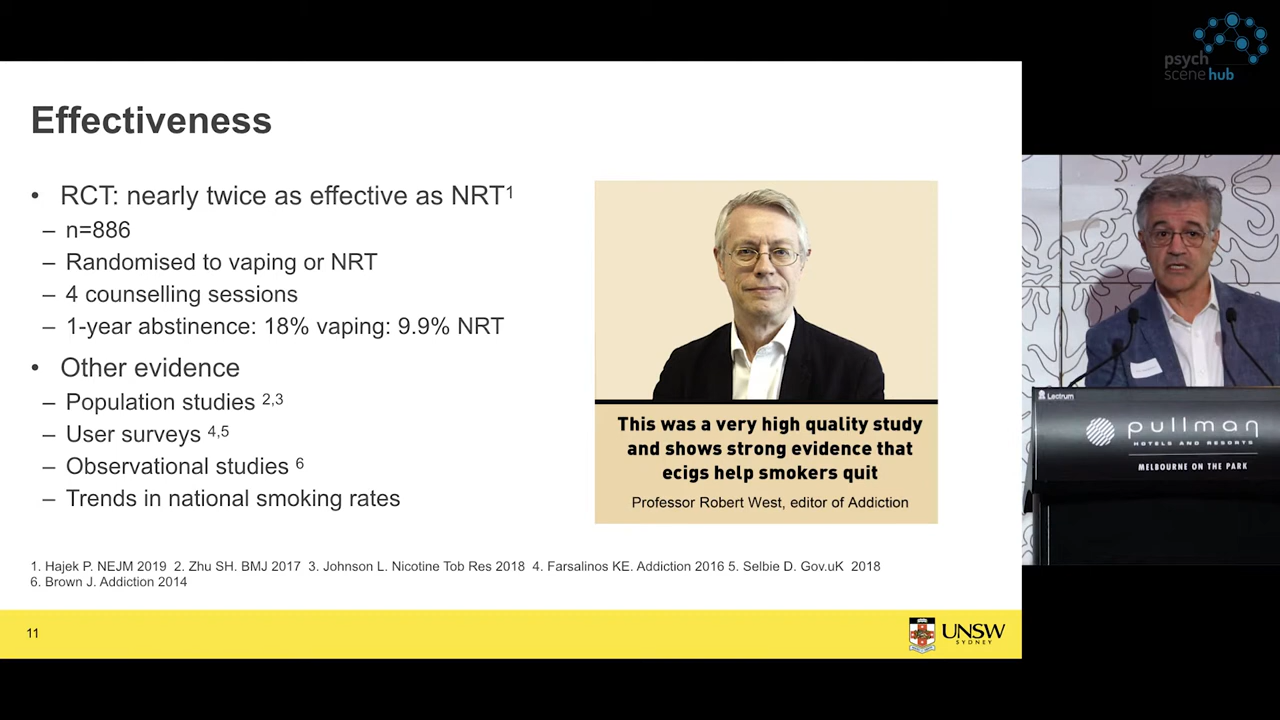 psych
scene hub
Effectiveness
• RCT: nearly twice as effective as NRT1
– n=886
– Randomised to vaping or NRT
– 4 counselling sessions
– 1-year abstinence: 18% vaping: 9.9% NRT
• Other evidence
– Population studies 2,3
– User surveys 4,5
– Observational studies 6
– Trends in national smoking rates
This was a very high quality study
and shows strong evidence that
ecigs help smokers quit
Professor Robert West, editor of Addiction
1. Hajek P. NEJM 2019 2. Zhu SH. BMJ 2017 3. Johnson L. Nicotine Tob Res 2018 4. Farsalinos KE. Addiction 2016 5. Selbie D. Gov.uK 2018
6. Brown J. Addiction 2014
11
UNSW
SYDNEY
Lectrum
pullman
HOTELS AND RESORTS
MELBOURNE ON THE PARK